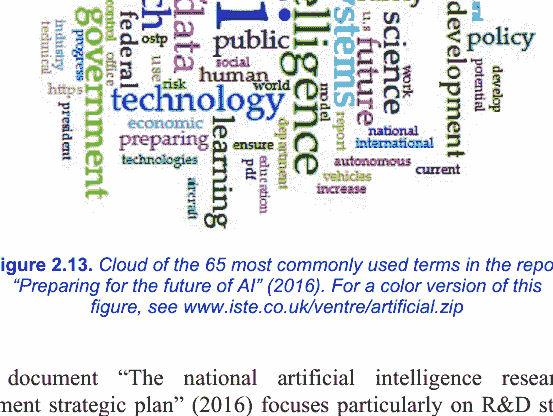 policy
science
public
ostp
federal
data
government
industry
technical
progress
council
office
https
president
use
risk
social
human
world
technology
economic
preparing
technologies
aircraft
learning
ensure
pdf
education
department
model
report
u.s
future
work
development
potential
develop
national
international
autonomous
vehicles
increase
current
igure 2.13. Cloud of the 65 most commonly used terms in the repo
“Preparing for the future of AI” (2016). For a color version of this
figure, see www.iste.co.uk/ventre/artificial.zip
document “The national artificial intelligence resear
ment strategic plan” (2016) focuses particularly on R&D st